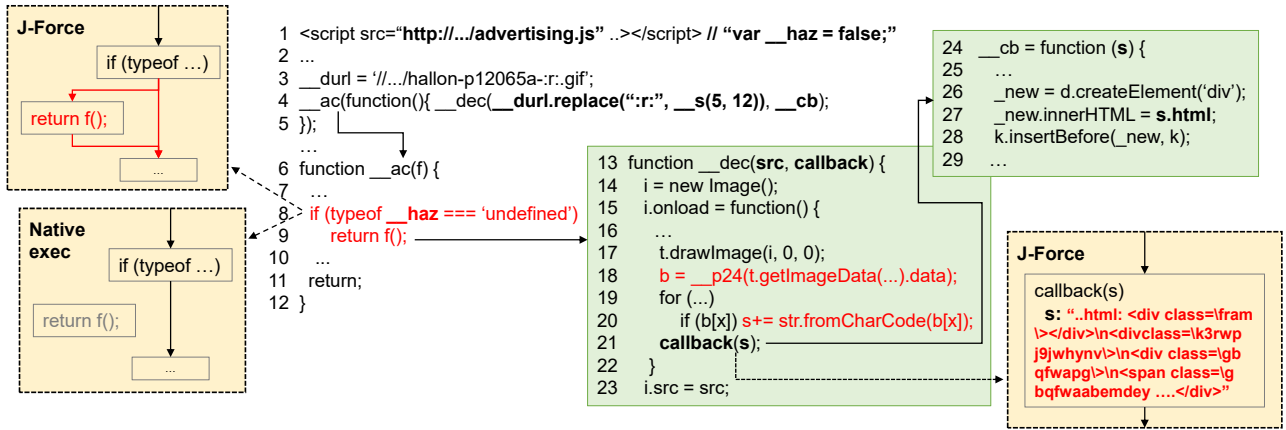 J-Force
if (typeof …)
return f();
...
Native
exec
if (typeof …)
return f();
...
1 <script src=“http://.../advertising.js” ..></script> // “var __haz = false;”
2 ...
3 __durl = ‘//.../hallon-p12065a-:r:.gif’;
4 __ac(function(){ __dec(__durl.replace(":r:", __s(5, 12)), __cb);
5 });
...
6 function __ac(f) {
7 ...
8 if (typeof __haz === ‘undefined’)
9 return f();
10 ...
11 return;
12 }
13 function __dec(src, callback) {
14 i = new Image();
15 i.onload = function() {
16 …
17 t.drawImage(i, 0, 0);
18 b = __p24(t.getImageData(...).data);
19 for (...)
20 if (b[x]) s+= str.fromCharCode(b[x]);
21 callback(s);
22 }
23 i.src = src;
24 __cb = function (s) {
25 …
26 _new = d.createElement(‘div’);
27 _new.innerHTML = s.html;
28 k.insertBefore(_new, k);
29 …
J-Force
callback(s)
s: “..html: <div class=\fram
\></div>\n<divclass=\k3rwp
j9jwhynv\>\n<div class=\gb
qfwapg\>\n<span class=\g
bqfwaabemdey ….</div>”